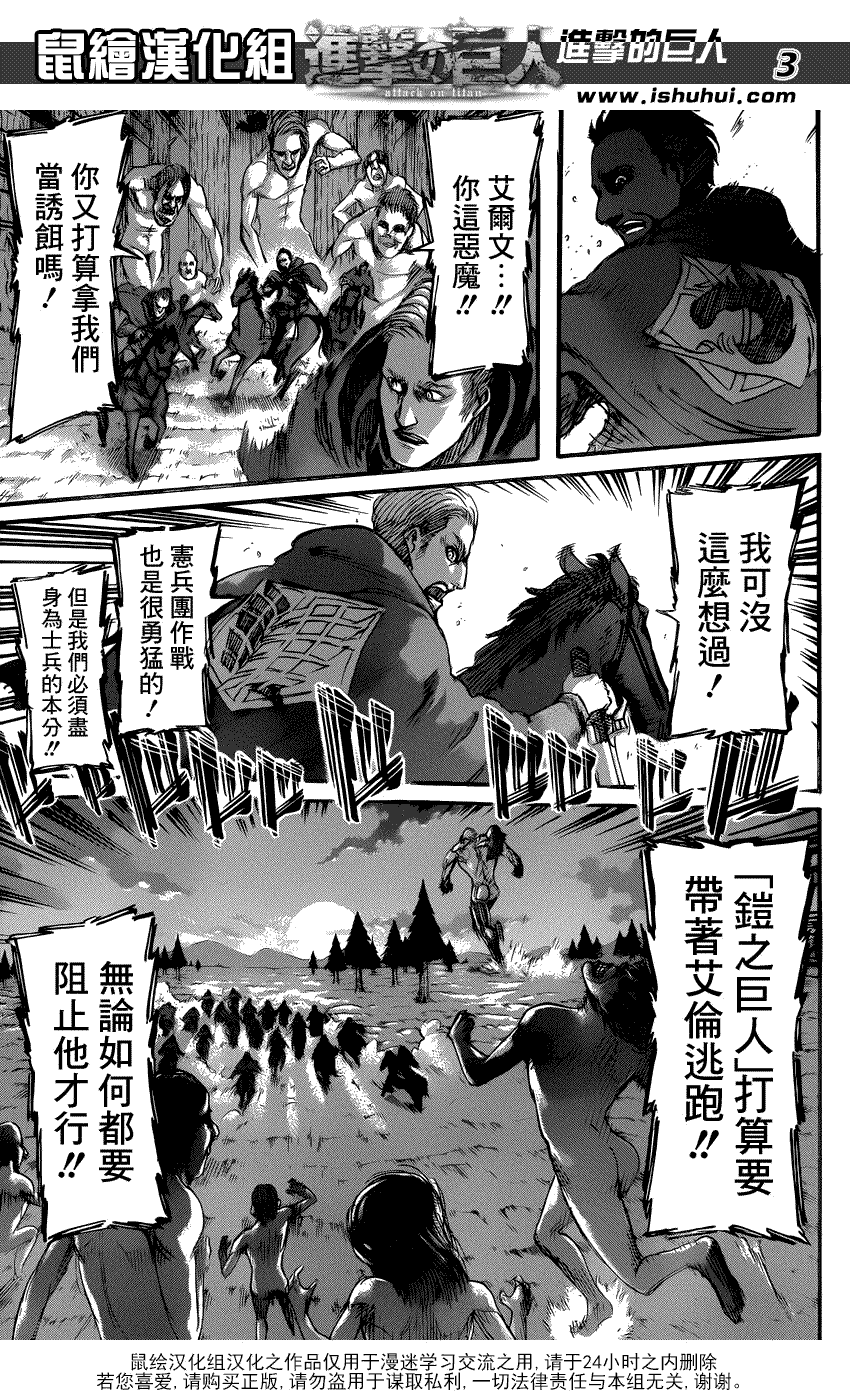 鼠繪漢化組
進撃の巨人
attack on titan
進擊的巨人
3
www.ishuhui.com
艾爾文…!!
你這惡魔!!
你又打算拿我們
當誘餌嗎!
我可沒
這麼想過!
憲兵團作戰
也是很勇猛的!
但是我們必須盡
身為士兵的本分!!
「鎧之巨人」打算要
帶著艾倫逃跑!!
無論如何都要
阻止他才行!!
ドドドドドドド
鼠绘汉化组汉化之作品仅用于漫迷学习交流之用,请于24小时之内删除
若您喜爱,请购买正版,请勿盗用于谋取私利,一切法律责任与本组无关,谢谢。